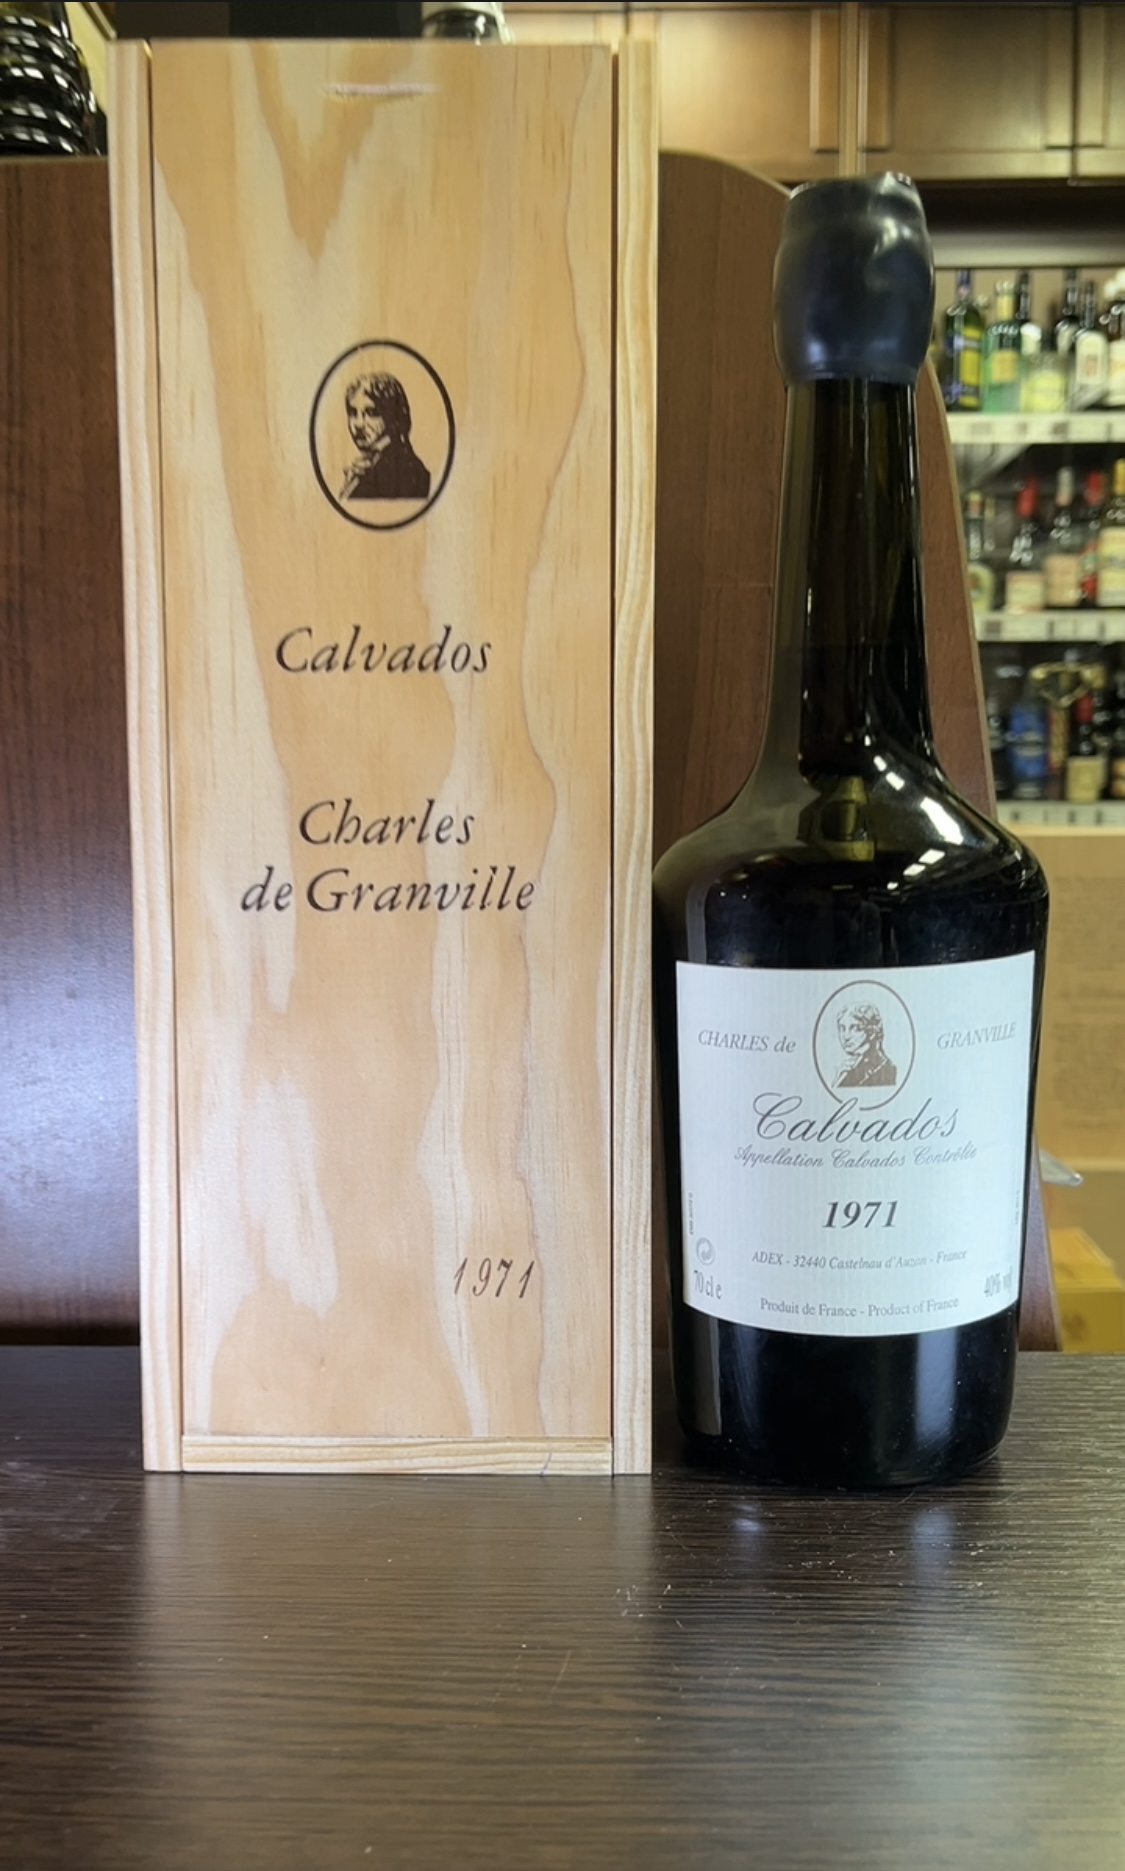 Calvados
Charles
de Granville
1971
CHARLES de GRANVILLE
Calvados
Appellation Calvados Contrôlée
1971
ADEX - 32440 Castelnau d'Auzan - France
70 cl e 40% vol
Produit de France - Product of France